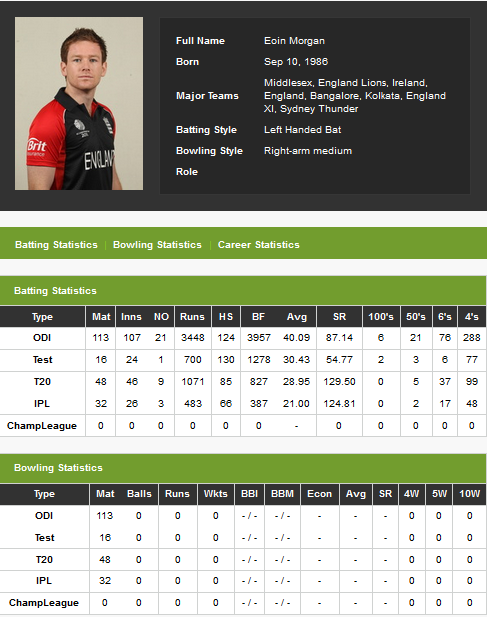 Full Name Eoin Morgan
Born Sep 10, 1986
Major Teams Middlesex, England Lions, Ireland,
England, Bangalore, Kolkata, England
XI, Sydney Thunder
Batting Style Left Handed Bat
Bowling Style Right-arm medium
Role
Brit
insurance
ENGLAND
Batting Statistics | Bowling Statistics | Career Statistics
Batting Statistics
Type Mat Inns NO Runs HS BF Avg SR 100's 50's 6's 4's
ODI 113 107 21 3448 124 3957 40.09 87.14 6 21 76 288
Test 16 24 1 700 130 1278 30.43 54.77 2 3 6 77
T20 48 46 9 1071 85 827 28.95 129.50 0 5 37 99
IPL 32 26 3 483 66 387 21.00 124.81 0 2 17 48
ChampLeague 0 0 0 0 0 0 - 0 0 0 0 0
Bowling Statistics
Type Mat Balls Runs Wkts BBI BBM Econ Avg SR 4W 5W 10W
ODI 113 0 0 0 - / - - / - - - - 0 0 0
Test 16 0 0 0 - / - - / - - - - 0 0 0
T20 48 0 0 0 - / - - / - - - - 0 0 0
IPL 32 0 0 0 - / - - / - - - - 0 0 0
ChampLeague 0 0 0 0 - / - - / - - - - 0 0 0